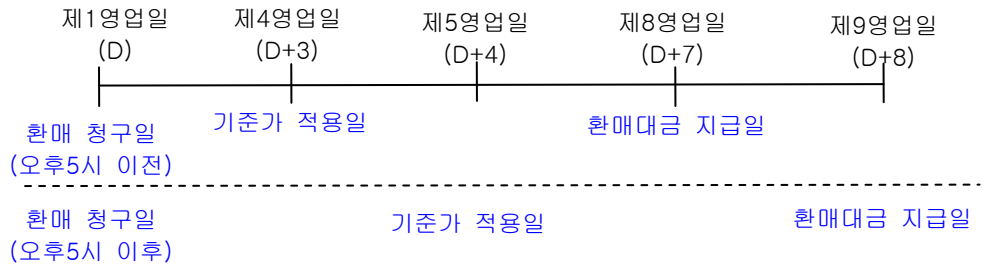 제1영업일 제4영업일 제5영업일 제8영업일 제9영업일
(D) (D+3) (D+4) (D+7) (D+8)
환매 청구일 기준가 적용일 환매대금 지급일
(오후5시 이전)
환매 청구일 기준가 적용일 환매대금 지급일
(오후5시 이후)